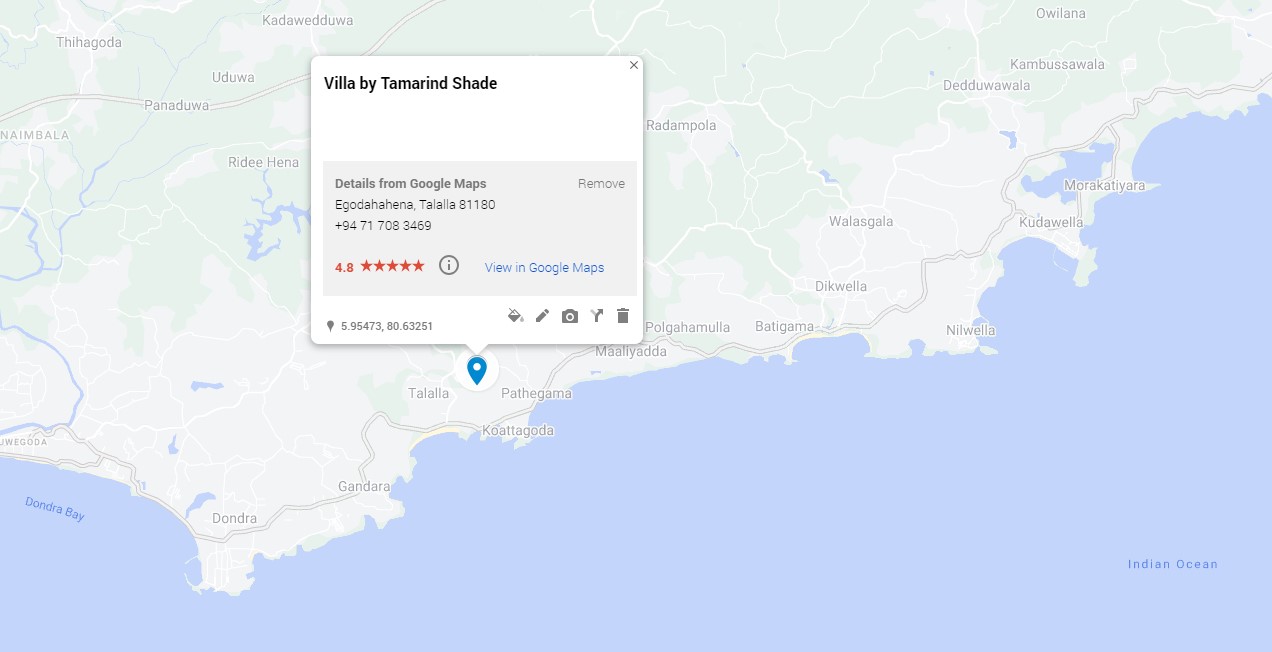 Owilana
Kadawedduwa
Thihagoda
Kambussawala
Uduwa
Dedduwawala
Panaduwa
Villa by Tamarind Shade
NAIMBALA
Radampola
Ridee Hena
Details from Google Maps Remove
Egodahahena, Talalla 81180
+94 71 708 3469
4.8
View in Google Maps
5.95473, 80.63251
Morakatiyara
Walasgala
Kudawella
Dikwella
Polgahamulla
Batigama
Nilwella
Maaliyadda
Talalla
Pathegama
Koattagoda
UWEGODA
Gandara
Dondra Bay
Dondra
Indian Ocean